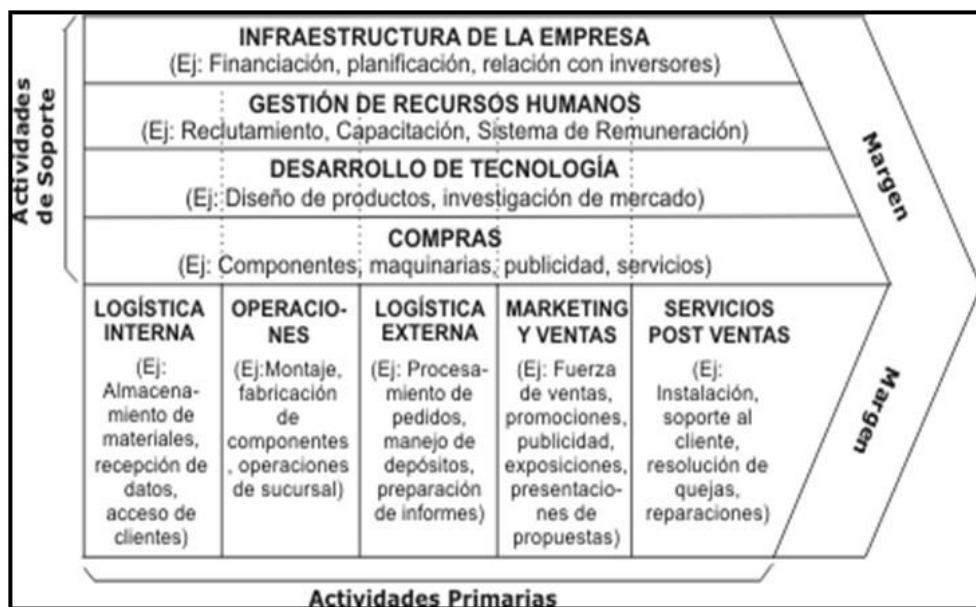 Actividades
de Soporte
INFRAESTRUCTURA DE LA EMPRESA
(Ej: Financiación, planificación, relación con inversores)
GESTIÓN DE RECURSOS HUMANOS
(Ej: Reclutamiento, Capacitación, Sistema de Remuneración)
DESARROLLO DE TECNOLOGÍA
(Ej: Diseño de productos, investigación de mercado)
COMPRAS
(Ej: Componentes, maquinarias, publicidad, servicios)
Margen
LOGÍSTICA
INTERNA
(Ej:
Almacena-
miento de
materiales,
recepción de
datos,
acceso de
clientes)
OPERACIO-
NES
(Ej:Montaje,
fabricación
de
componentes
, operaciones
de sucursal)
LOGÍSTICA
EXTERNA
(Ej: Procesa-
miento de
pedidos,
manejo de
depósitos,
preparación
de informes)
MARKETING
Y VENTAS
(Ej: Fuerza
de ventas,
promociones,
publicidad,
exposiciones,
presentacio-
nes de
propuestas)
SERVICIOS
POST VENTAS
(Ej:
Instalación,
soporte al
cliente,
resolución de
quejas,
reparaciones)
Margen
Actividades Primarias